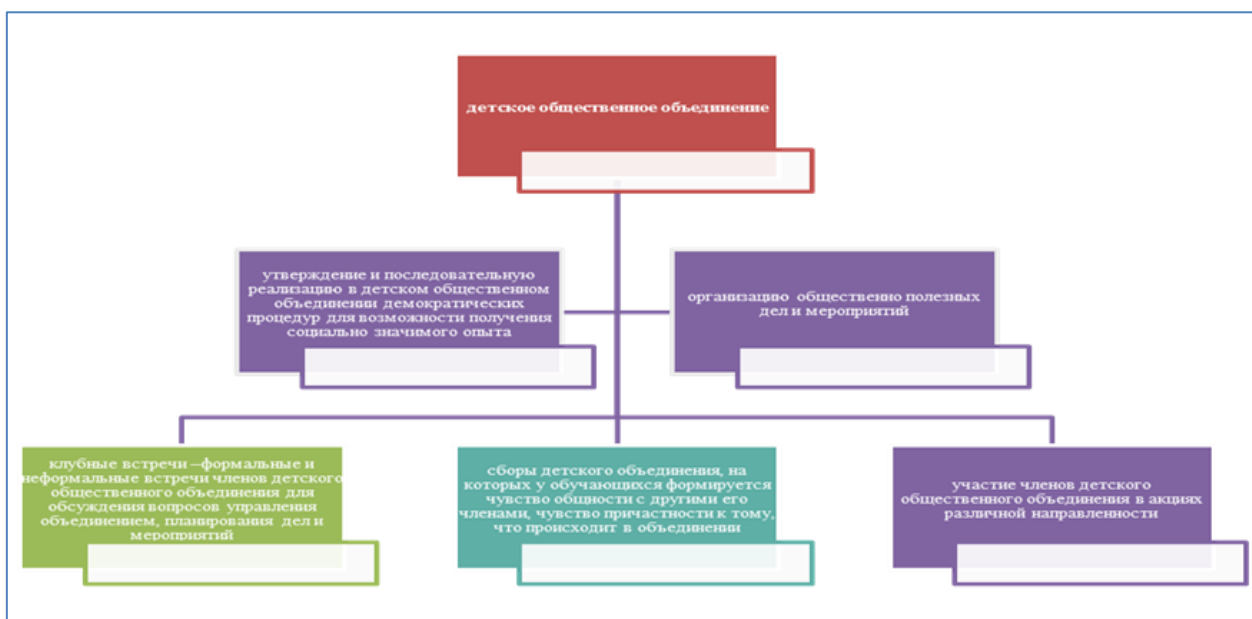 детское общественное объединение
утверждение и последовательную
реализацию в детском общественном
объединении демократических
процедур для возможности получения
социально значимого опыта
организацию общественно полезных
дел и мероприятий
клубные встречи –формальные и
неформальные встречи членов детского
общественного объединения для
обсуждения вопросов управления
объединением, планирования дел и
мероприятий
сборы детского объединения, на
которых у обучающихся формируется
чувство общности с другими его
членами, чувство причастности к тому,
что происходит в объединении
участие членов детского
общественного объединения в акциях
различной направленности